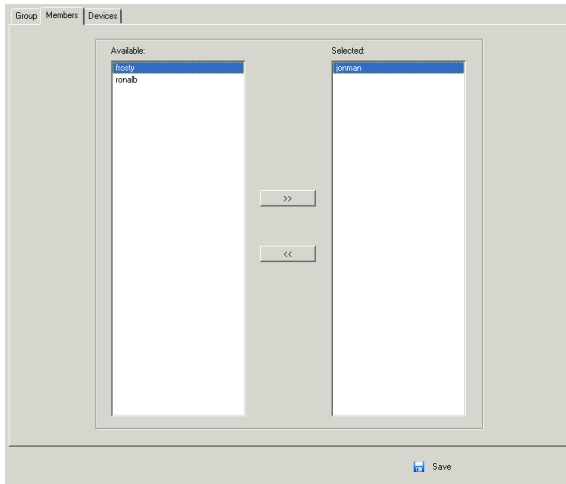 Group Members Devices
Available: Selected:
frosty jonman
ronalb
>>
<<
Save